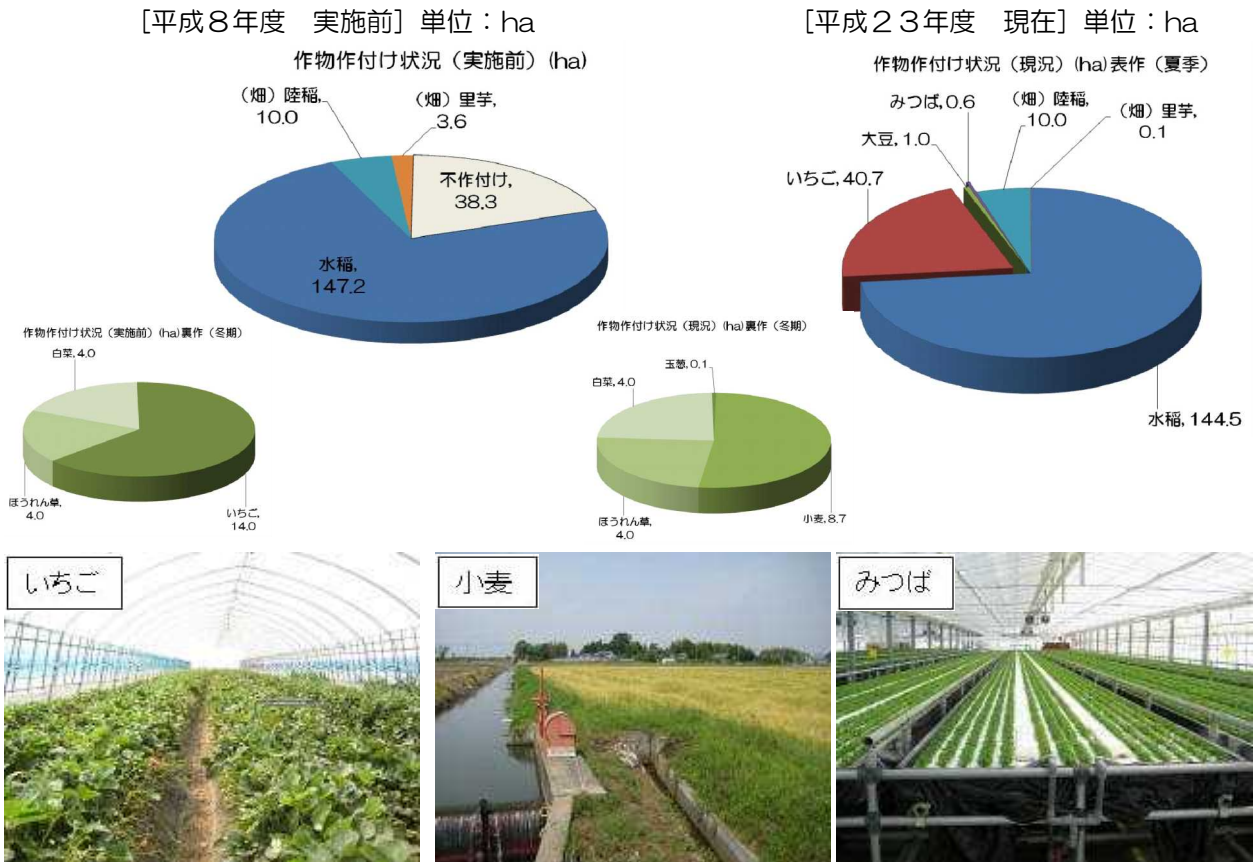 [平成８年度　実施前] 単位：ha
作物作付け状況（実施前）(ha)
（畑）陸稲,
10.0
（畑）里芋,
3.6
不作付け,
38.3
水稲,
147.2
作物作付け状況（実施前）(ha)裏作（冬期）
白菜, 4.0
ほうれん草,
4.0
いちご,
14.0
[平成２３年度　現在] 単位：ha
作物作付け状況（現況）(ha)表作（夏季）
みつば, 0.6
（畑）陸稲,
10.0
（畑）里芋,
0.1
大豆, 1.0
いちご, 40.7
水稲, 144.5
作物作付け状況（現況）(ha)裏作（冬期）
玉葱, 0.1
白菜, 4.0
ほうれん草,
4.0
小麦, 8.7
いちご
小麦
みつば